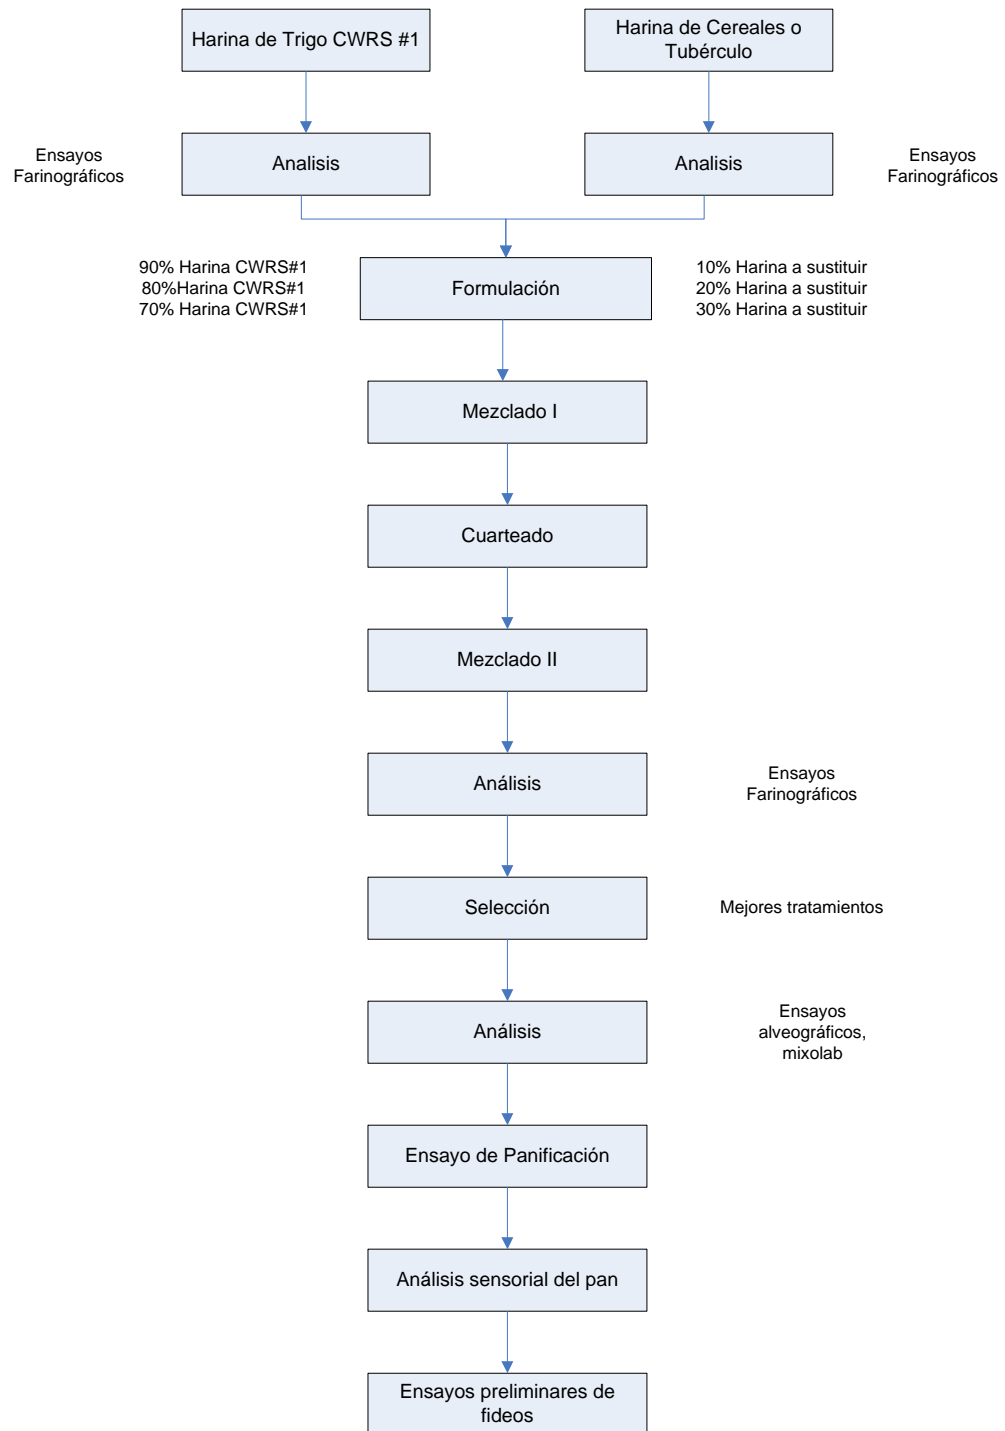 Harina de Trigo CWRS #1
Harina de Cereales o
Tubérculo
Ensayos
Farinográficos
Analisis
Analisis
Ensayos
Farinográficos
90% Harina CWRS#1
80%Harina CWRS#1
70% Harina CWRS#1
Formulación
10% Harina a sustituir
20% Harina a sustituir
30% Harina a sustituir
Mezclado I
Cuarteado
Mezclado II
Análisis
Ensayos
Farinográficos
Selección
Mejores tratamientos
Análisis
Ensayos
alveográficos,
mixolab
Ensayo de Panificación
Análisis sensorial del pan
Ensayos preliminares de
fideos